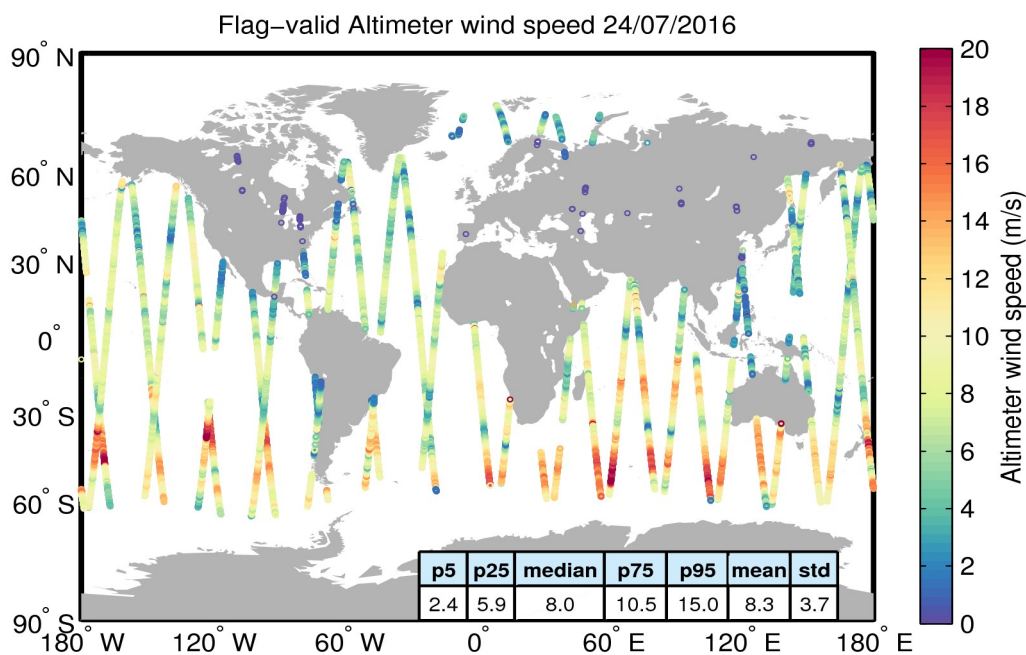 Flag−valid Altimeter wind speed 24/07/2016
90° N
60° N
30° N
0°
30° S
60° S
90° S
180° W
120° W
60° W
0°
60° E
120° E
180° E
p5 p25 median p75 p95 mean std
2.4 5.9 8.0 10.5 15.0 8.3 3.7
20
18
16
14
12
10
8
6
4
2
0
Altimeter wind speed (m/s)